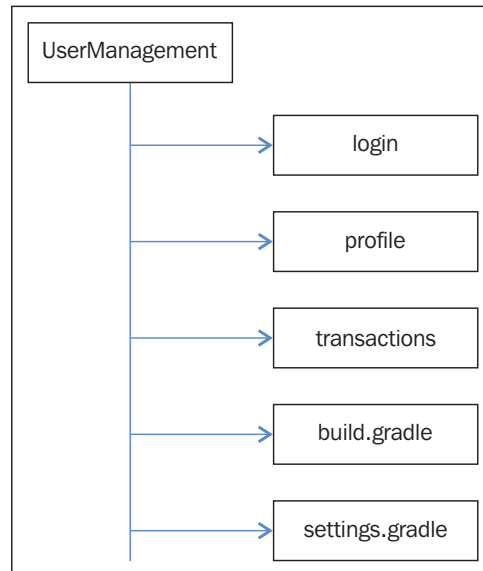 UserManagement
login
profile
transactions
build.gradle
settings.gradle